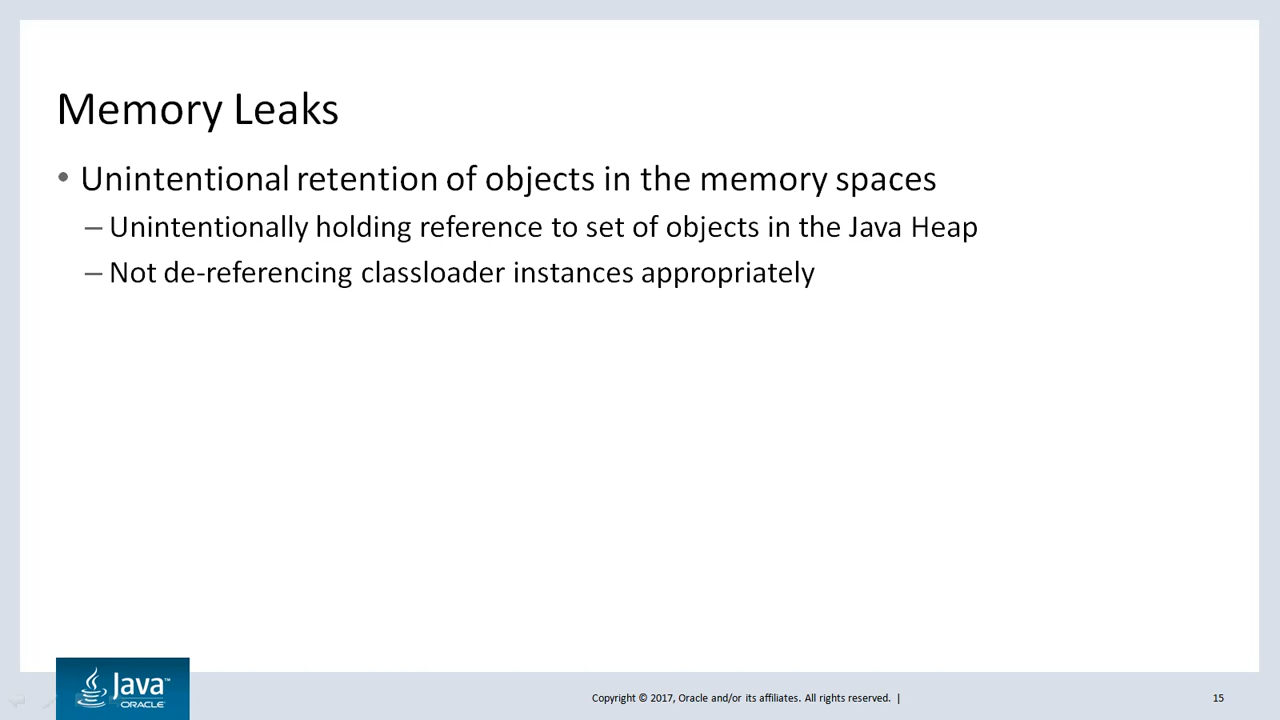 Memory Leaks
• Unintentional retention of objects in the memory spaces
– Unintentionally holding reference to set of objects in the Java Heap
– Not de-referencing classloader instances appropriately
Java™
ORACLE
Copyright © 2017, Oracle and/or its affiliates. All rights reserved. |
15